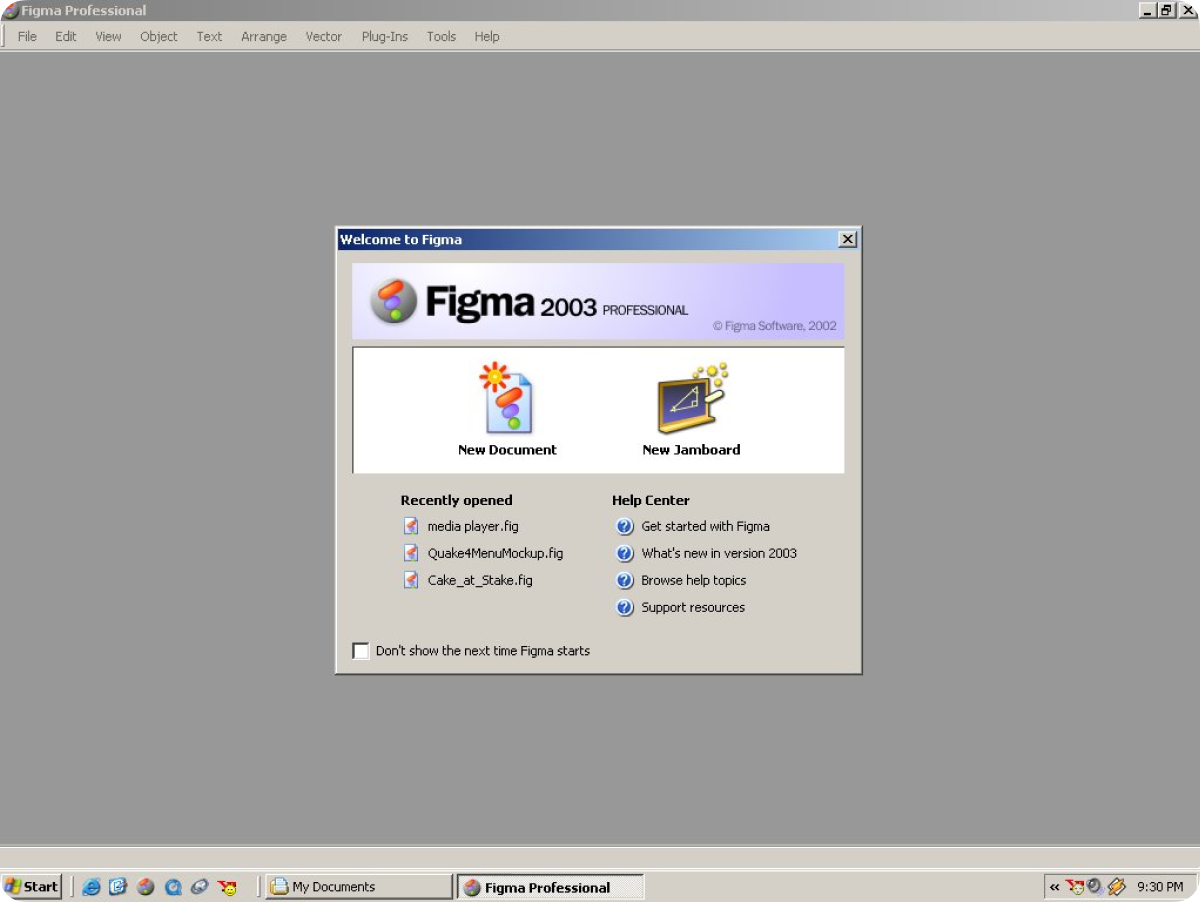 Figma Professional
File Edit View Object Text Arrange Vector Plug-Ins Tools Help
Welcome to Figma
Figma 2003 PROFESSIONAL
© Figma Software, 2002
New Document New Jamboard
Recently opened
media player.fig
Quake4MenuMockup.fig
Cake_at_Stake.fig
Help Center
Get started with Figma
What's new in version 2003
Browse help topics
Support resources
Don't show the next time Figma starts
Start My Documents Figma Professional « 9:30 PM